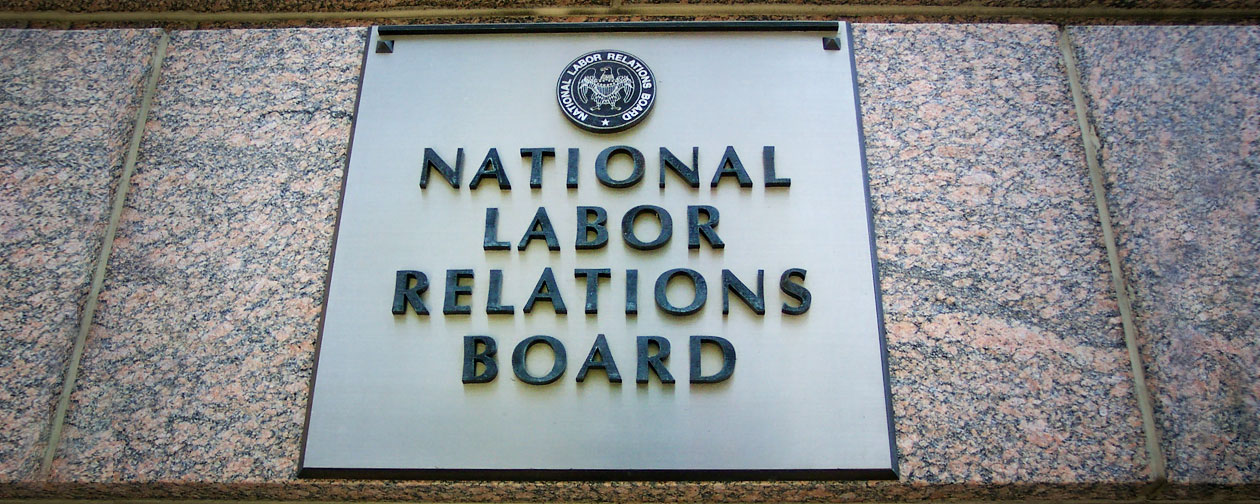 NATIONAL LABOR RELATIONS BOARD
NATIONAL
LABOR
RELATIONS
BOARD